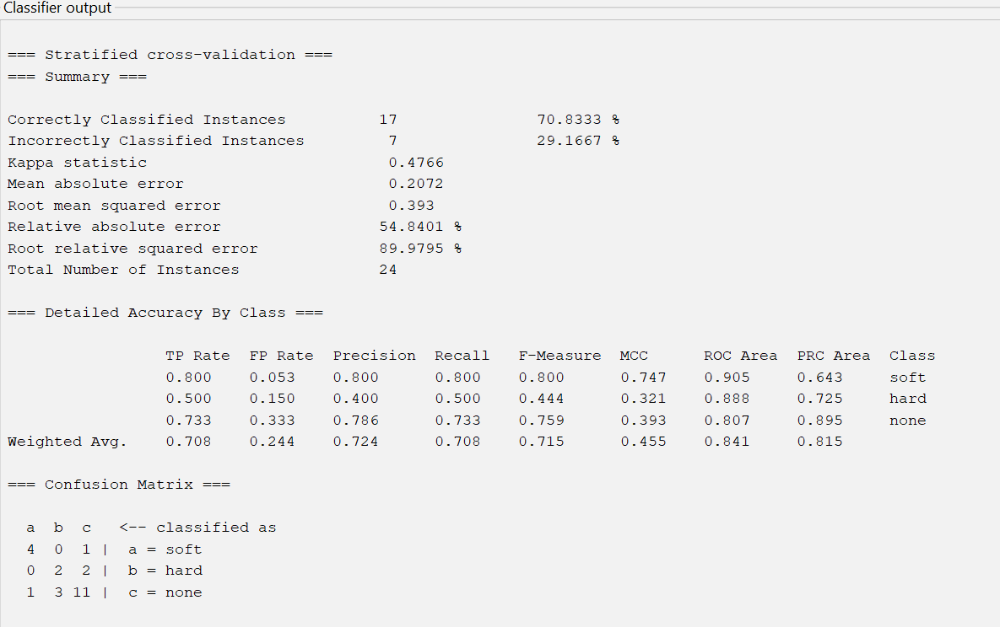 Classifier output
=== Stratified cross-validation ===
=== Summary ===
Correctly Classified Instances 17 70.8333 %
Incorrectly Classified Instances 7 29.1667 %
Kappa statistic 0.4766
Mean absolute error 0.2072
Root mean squared error 0.393
Relative absolute error 54.8401 %
Root relative squared error 89.9795 %
Total Number of Instances 24
=== Detailed Accuracy By Class ===
TP Rate FP Rate Precision Recall F-Measure MCC ROC Area PRC Area Class
0.800 0.053 0.800 0.800 0.800 0.747 0.905 0.643 soft
0.500 0.150 0.400 0.500 0.444 0.321 0.888 0.725 hard
0.733 0.333 0.786 0.733 0.759 0.393 0.807 0.895 none
Weighted Avg. 0.708 0.244 0.724 0.708 0.715 0.455 0.841 0.815
=== Confusion Matrix ===
a b c <-- classified as
4 0 1 | a = soft
0 2 2 | b = hard
1 3 11 | c = none